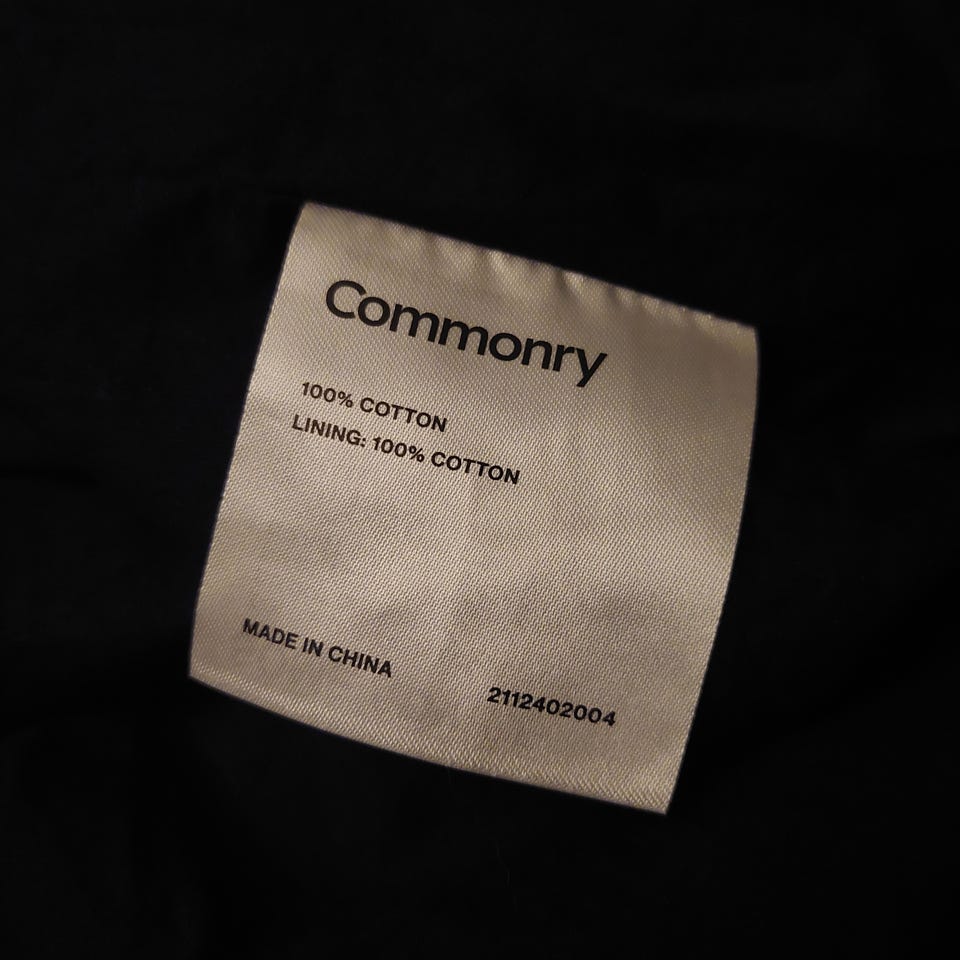 Commonry
100% COTTON
LINING: 100% COTTON
MADE IN CHINA
2112402004